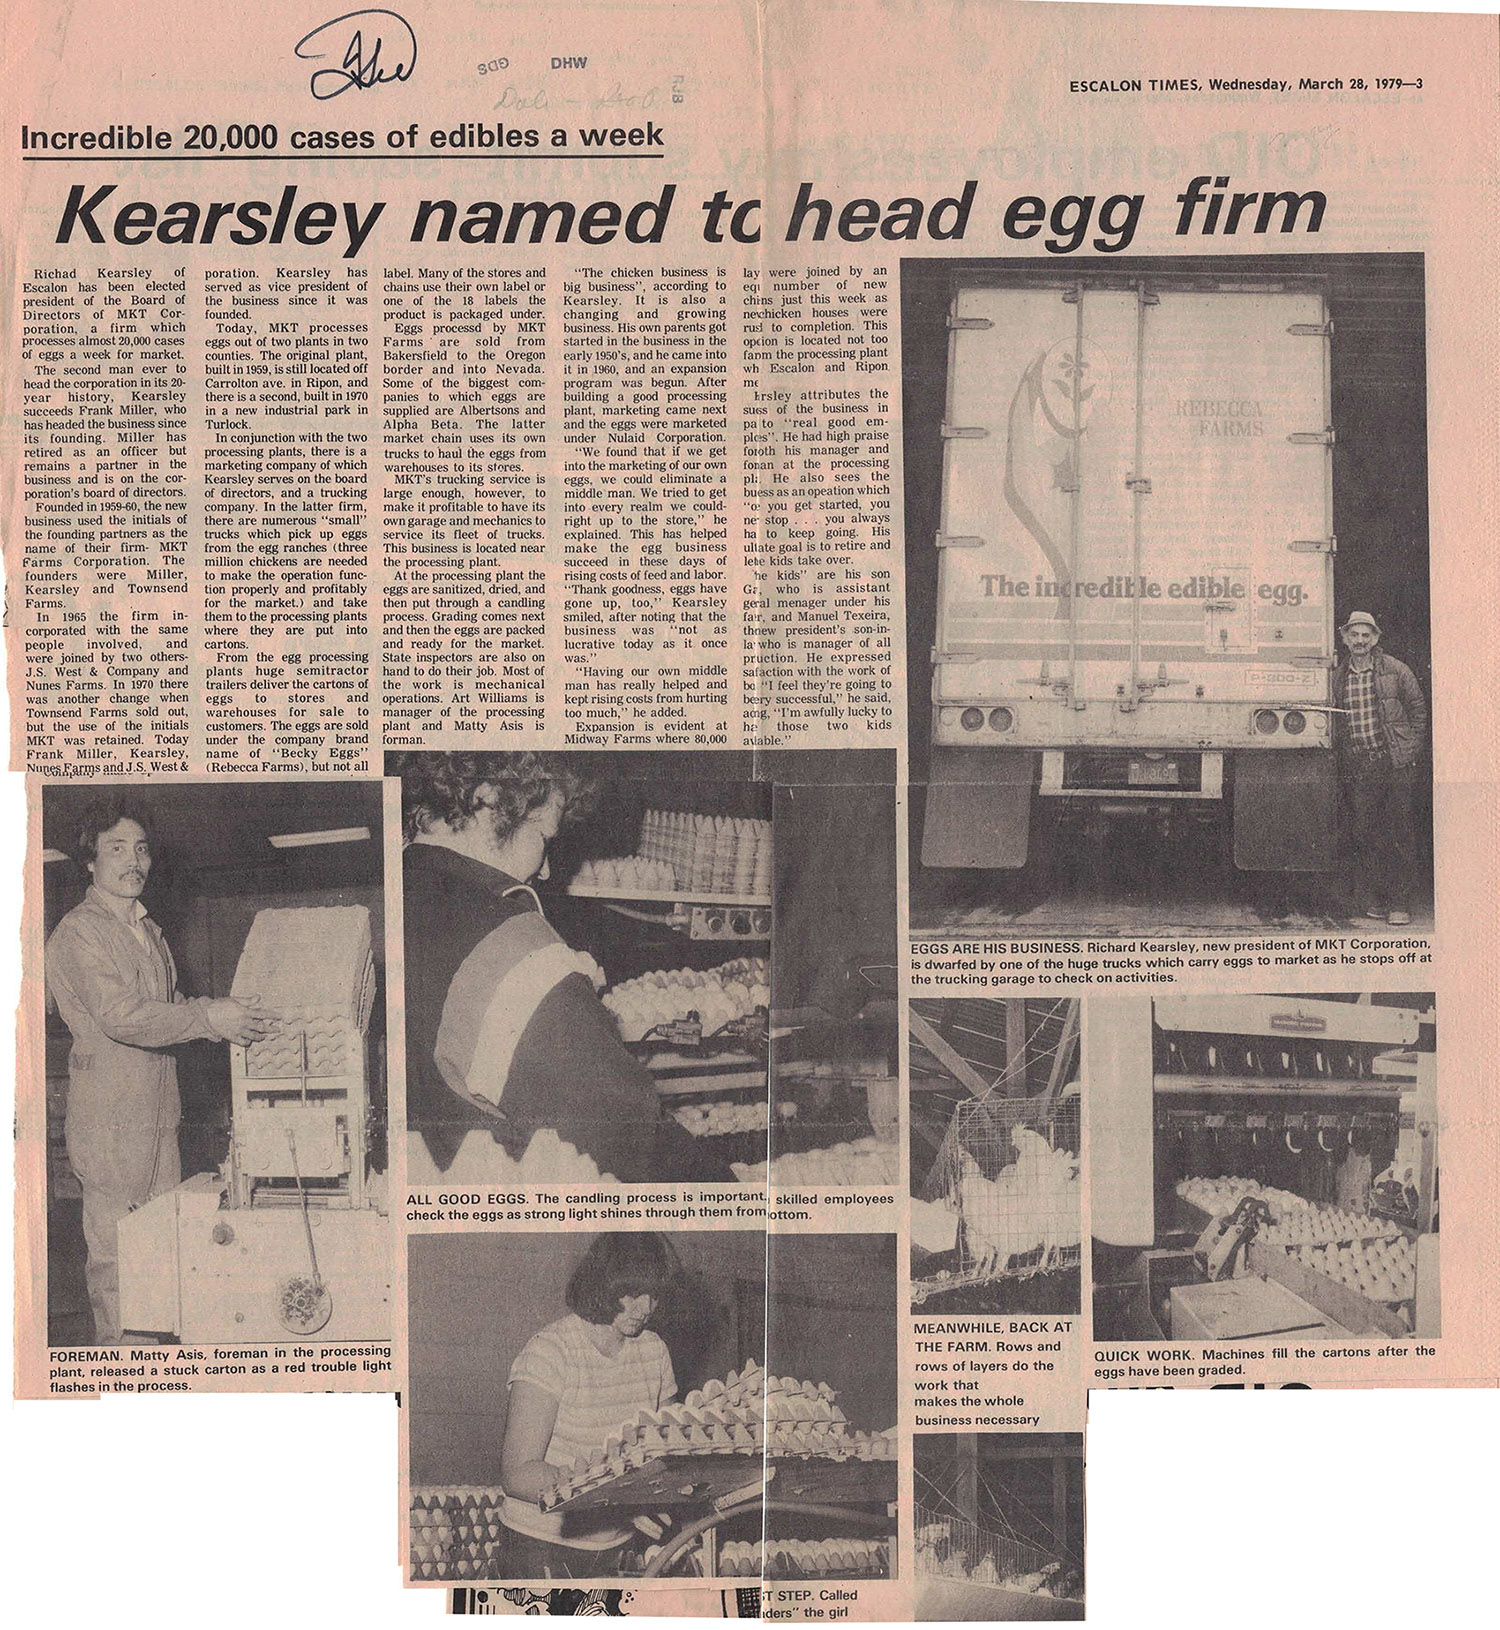 GDS
DHW
RJB
ESCALON TIMES, Wednesday, March 28, 1979—3
Incredible 20,000 cases of edibles a week
Kearsley named to head egg firm
Richad Kearsley of
Escalon has been elected
president of the Board of
Directors of MKT Cor-
poration, a firm which
processes almost 20,000 cases
of eggs a week for market.
The second man ever to
head the corporation in its 20-
year history, Kearsley
succeeds Frank Miller, who
has headed the business since
its founding. Miller has
retired as an officer but
remains a partner in the
business and is on the cor-
poration's board of directors.
Founded in 1959-60, the new
business used the initials of
the founding partners as the
name of their firm- MKT
Farms Corporation. The
founders were Miller,
Kearsley and Townsend
Farms.
In 1965 the firm in-
corporated with the same
people involved, and
were joined by two others-
J.S. West & Company and
Nunes Farms. In 1970 there
was another change when
Townsend Farms sold out,
but the use of the initials
MKT was retained. Today
Frank Miller, Kearsley,
Nunes Farms and J.S. West &
poration. Kearsley has
served as vice president of
the business since it was
founded.
Today, MKT processes
eggs out of two plants in two
counties. The original plant,
built in 1959, is still located off
Carrolton ave. in Ripon, and
there is a second, built in 1970
in a new industrial park in
Turlock.
In conjunction with the two
processing plants, there is a
marketing company of which
Kearsley serves on the board
of directors, and a trucking
company. In the latter firm,
there are numerous "small"
trucks which pick up eggs
from the egg ranches (three
million chickens are needed
to make the operation func-
tion properly and profitably
for the market.) and take
them to the processing plants
where they are put into
cartons.
From the egg processing
plants huge semitractor
trailers deliver the cartons of
eggs to stores and
warehouses for sale to
customers. The eggs are sold
under the company brand
name of "Becky Eggs"
(Rebecca Farms), but not all
label. Many of the stores and
chains use their own label or
one of the 18 labels the
product is packaged under.
Eggs processd by MKT
Farms are sold from
Bakersfield to the Oregon
border and into Nevada.
Some of the biggest com-
panies to which eggs are
supplied are Albertsons and
Alpha Beta. The latter
market chain uses its own
trucks to haul the eggs from
warehouses to its stores.
MKT's trucking service is
large enough, however, to
make it profitable to have its
own garage and mechanics to
service its fleet of trucks.
This business is located near
the processing plant.
At the processing plant the
eggs are sanitized, dried, and
then put through a candling
process. Grading comes next
and then the eggs are packed
and ready for the market.
State inspectors are also on
hand to do their job. Most of
the work is mechanical
operations. Art Williams is
manager of the processing
plant and Matty Asis is
forman.
"The chicken business is
big business", according to
Kearsley. It is also a
changing and growing
business. His own parents got
started in the business in the
early 1950's, and he came into
it in 1960, and an expansion
program was begun. After
building a good processing
plant, marketing came next
and the eggs were marketed
under Nulaid Corporation.
"We found that if we get
into the marketing of our own
eggs, we could eliminate a
middle man. We tried to get
into every realm we could-
right up to the store," he
explained. This has helped
make the egg business
succeed in these days of
rising costs of feed and labor.
"Thank goodness, eggs have
gone up, too," Kearsley
smiled, after noting that the
business was "not as
lucrative today as it once
was."
"Having our own middle
man has really helped and
kept rising costs from hurting
too much," he added.
Expansion is evident at
Midway Farms where 80,000
lay were joined by an
number of new
just this week as
chicken houses were
to completion. This
is located not too
the processing plant
Escalon and Ripon
attributes the
of the business in
to "real good em-
He had high praise
his manager and
at the processing
He also sees the
as an opeation which
you get started, you
stop . . . you always
to keep going. His
goal is to retire and
kids take over.
kids" are his son
who is assistant
menager under his
and Manuel Texeira,
president's son-in-
who is manager of all
He expressed
with the work of
"I feel they're going to
successful," he said,
"I'm awfully lucky to
those two kids
REBECCA
FARMS
The incredible edible egg.
P-300-Z
EGGS ARE HIS BUSINESS. Richard Kearsley, new president of MKT Corporation,
is dwarfed by one of the huge trucks which carry eggs to market as he stops off at
the trucking garage to check on activities.
ALL GOOD EGGS. The candling process is important, skilled employees
check the eggs as strong light shines through them from ottom.
FOREMAN. Matty Asis, foreman in the processing
plant, released a stuck carton as a red trouble light
flashes in the process.
MEANWHILE, BACK AT
THE FARM. Rows and
rows of layers do the
work that
makes the whole
business necessary
QUICK WORK. Machines fill the cartons after the
eggs have been graded.
STEP. Called
the girl